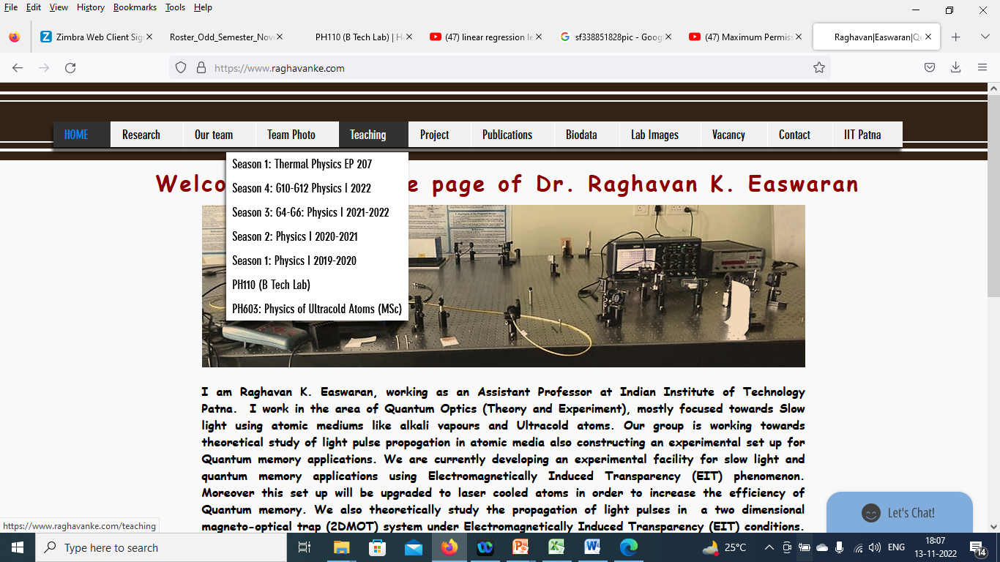 File Edit View History Bookmarks Tools Help
Zimbra Web Client Sig
Roster_Odd_Semester_Nove
PH110 (B Tech Lab) | Ho
(47) linear regression le
sf338851828pic - Goog
(47) Maximum Permiss
Raghavan|Easwaran|Qu
https://www.raghavanke.com
HOME Research Our team Team Photo Teaching Project Publications Biodata Lab Images Vacancy Contact IIT Patna
Season 1: Thermal Physics EP 207
Season 4: G10-G12 Physics I 2022
Season 3: G4-G6: Physics I 2021-2022
Season 2: Physics I 2020-2021
Season 1: Physics I 2019-2020
PH110 (B Tech Lab)
PH603: Physics of Ultracold Atoms (MSc)
Welco e page of Dr. Raghavan K. Easwaran
I am Raghavan K. Easwaran, working as an Assistant Professor at Indian Institute of Technology
Patna. I work in the area of Quantum Optics (Theory and Experiment), mostly focused towards Slow
light using atomic mediums like alkali vapours and Ultracold atoms. Our group is working towards
theoretical study of light pulse propogation in atomic media also constructing an experimental set up for
Quantum memory applications. We are currently developing an experimental facility for slow light and
quantum memory applications using Electromagnetically Induced Transparency (EIT) phenomenon.
Moreover this set up will be upgraded to laser cooled atoms in order to increase the efficiency of
Quantum memory. We also theoretically study the propagation of light pulses in a two dimensional
magneto-optical trap (2DMOT) system under Electromagnetically Induced Transparency (EIT) conditions.
Let's Chat!
https://www.raghavanke.com/teaching
Type here to search
25°C
ENG
18:07
13-11-2022
14